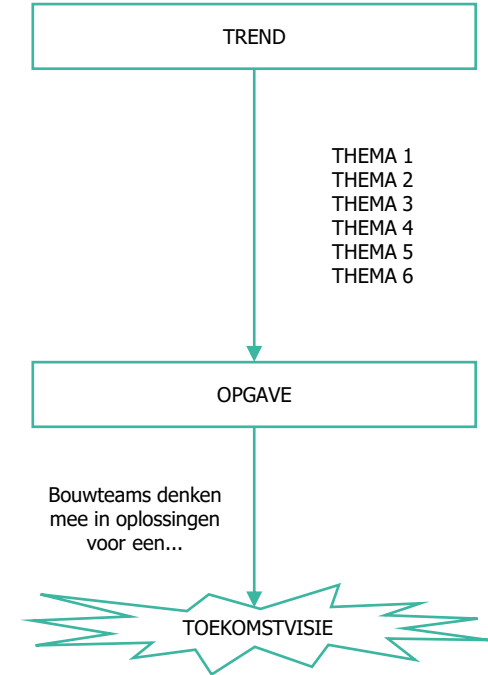 TREND
THEMA 1
THEMA 2
THEMA 3
THEMA 4
THEMA 5
THEMA 6
OPGAVE
Bouwteams denken
mee in oplossingen
voor een...
TOEKOMSTVISIE